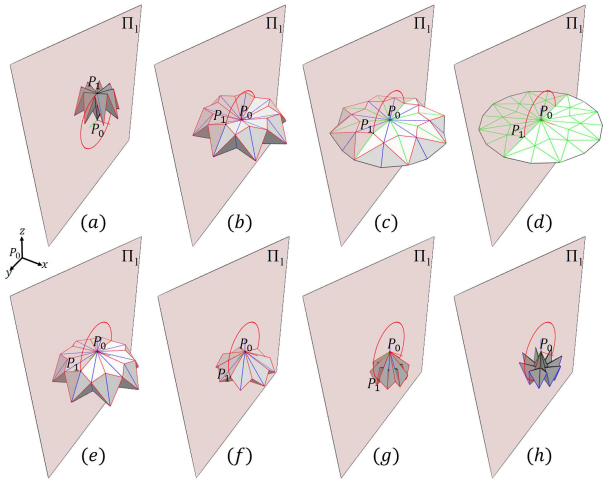 Π₁ Π₁ Π₁ Π₁
P₁ P₀ P₁ P₀ P₁ P₀ P₁ P₀
(a) (b) (c) (d)
z P₀ y x
Π₁ Π₁ Π₁ Π₁
P₀ P₁ P₀ P₁ P₀ P₁ P₀
(e) (f) (g) (h)